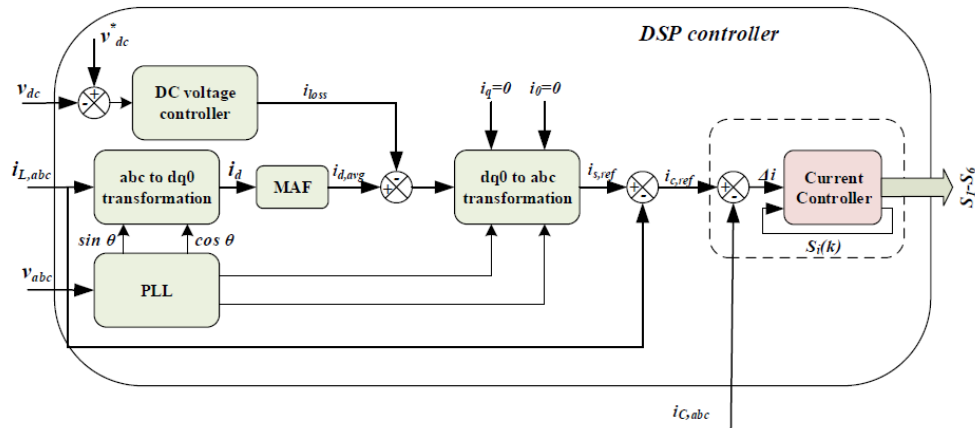 DSP controller
v*dc
+
-
vdc
DC voltage
controller
iloss
iq=0
i0=0
iL,abc
abc to dq0
transformation
id
MAF
id,avg
-
+
-
dq0 to abc
transformation
is,ref
+
-
ic,ref
+
-
Δi
Current
Controller
Si(k)
S1-S6
sin θ
cos θ
vabc
PLL
iC,abc